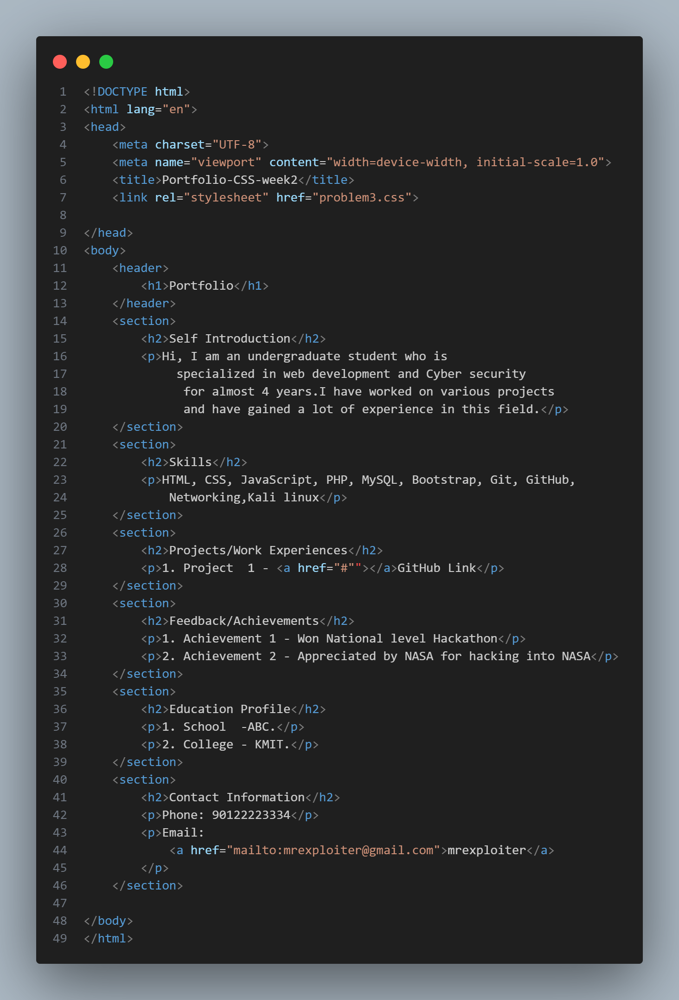 1 <!DOCTYPE html>
2 <html lang="en">
3 <head>
4     <meta charset="UTF-8">
5     <meta name="viewport" content="width=device-width, initial-scale=1.0">
6     <title>Portfolio-CSS-week2</title>
7     <link rel="stylesheet" href="problem3.css">
8
9 </head>
10 <body>
11     <header>
12         <h1>Portfolio</h1>
13     </header>
14     <section>
15         <h2>Self Introduction</h2>
16         <p>Hi, I am an undergraduate student who is
17              specialized in web development and Cyber security
18               for almost 4 years.I have worked on various projects
19               and have gained a lot of experience in this field.</p>
20     </section>
21     <section>
22         <h2>Skills</h2>
23         <p>HTML, CSS, JavaScript, PHP, MySQL, Bootstrap, Git, GitHub,
24             Networking,Kali linux</p>
25     </section>
26     <section>
27         <h2>Projects/Work Experiences</h2>
28         <p>1. Project  1 - <a href="#""></a>GitHub Link</p>
29     </section>
30     <section>
31         <h2>Feedback/Achievements</h2>
32         <p>1. Achievement 1 - Won National level Hackathon</p>
33         <p>2. Achievement 2 - Appreciated by NASA for hacking into NASA</p>
34     </section>
35     <section>
36         <h2>Education Profile</h2>
37         <p>1. School  -ABC.</p>
38         <p>2. College - KMIT.</p>
39     </section>
40     <section>
41         <h2>Contact Information</h2>
42         <p>Phone: 90122223334</p>
43         <p>Email:
44             <a href="mailto:mrexploiter@gmail.com">mrexploiter</a>
45         </p>
46     </section>
47
48 </body>
49 </html>